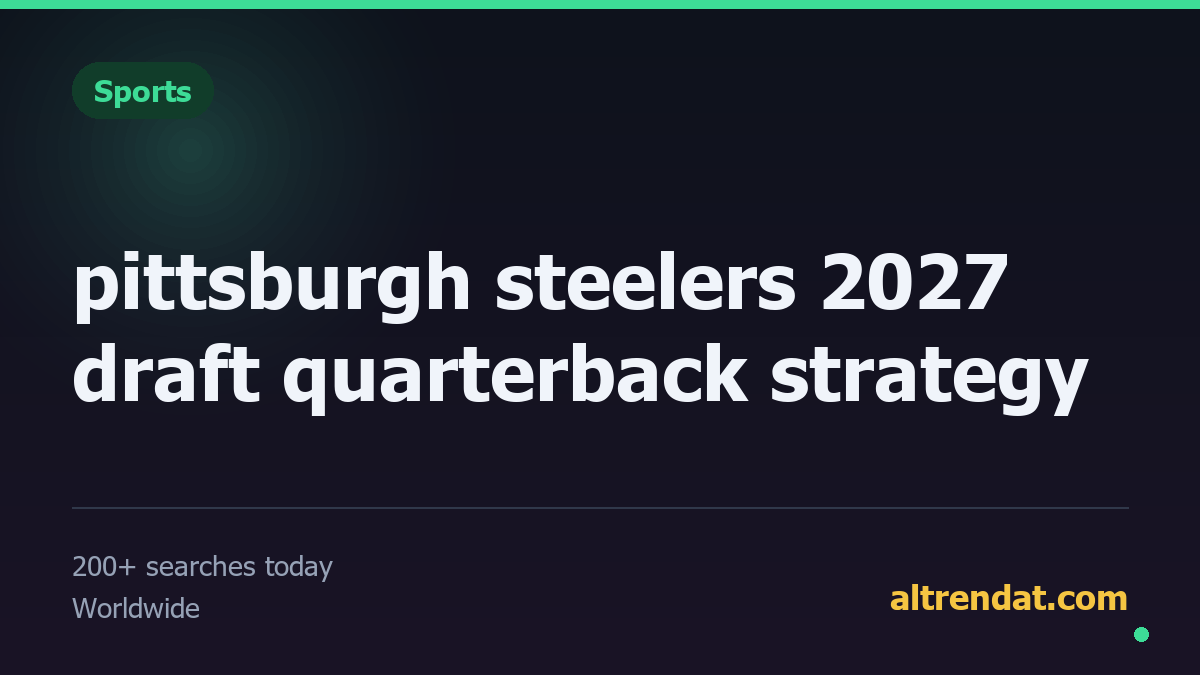 Sports
pittsburgh steelers 2027
draft quarterback strategy
200+ searches today
Worldwide
altrendat.com